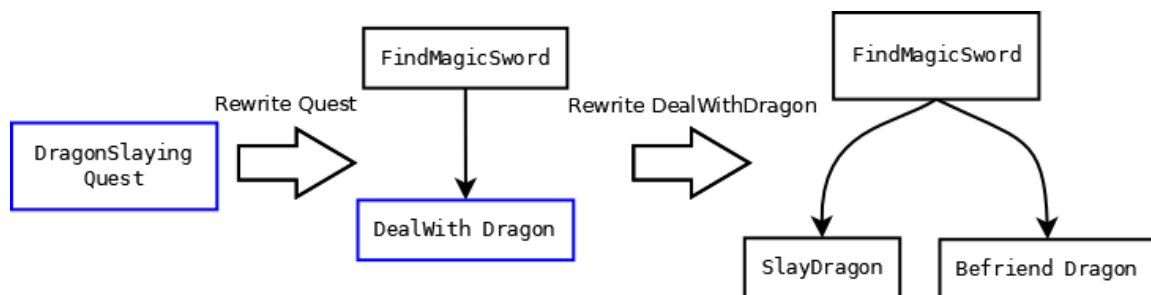 DragonSlaying
Quest
Rewrite Quest
FindMagicSword
DealWith Dragon
Rewrite DealWithDragon
FindMagicSword
SlayDragon
Befriend Dragon